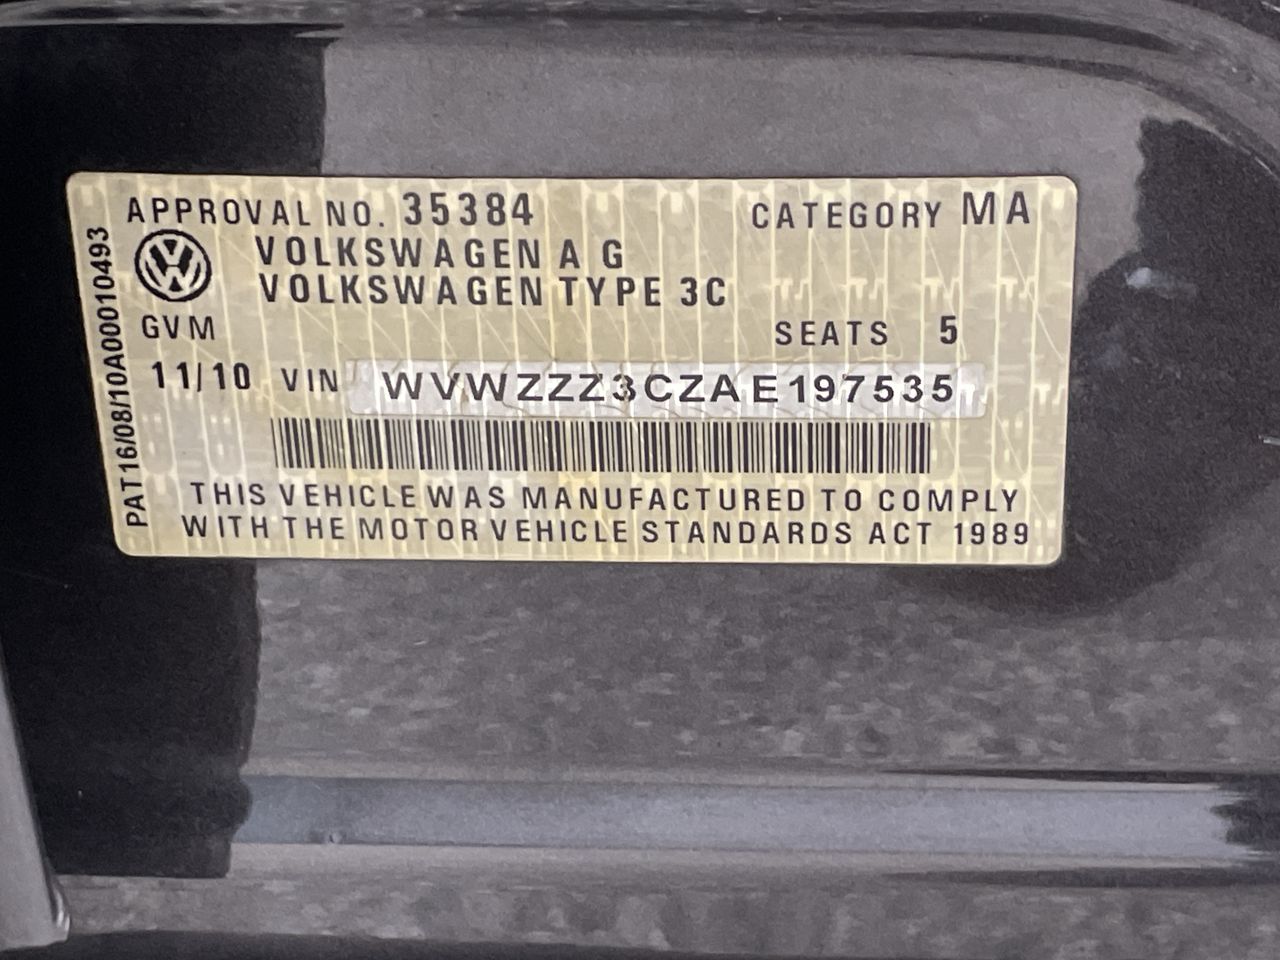 APPROVAL NO. 35384 CATEGORY MA
VOLKSWAGEN A G
VOLKSWAGEN TYPE 3C
GVM SEATS 5
11/10 VIN WVWZZZ3CZAE197535
THIS VEHICLE WAS MANUFACTURED TO COMPLY
WITH THE MOTOR VEHICLE STANDARDS ACT 1989
PAT16/08/10A00010493